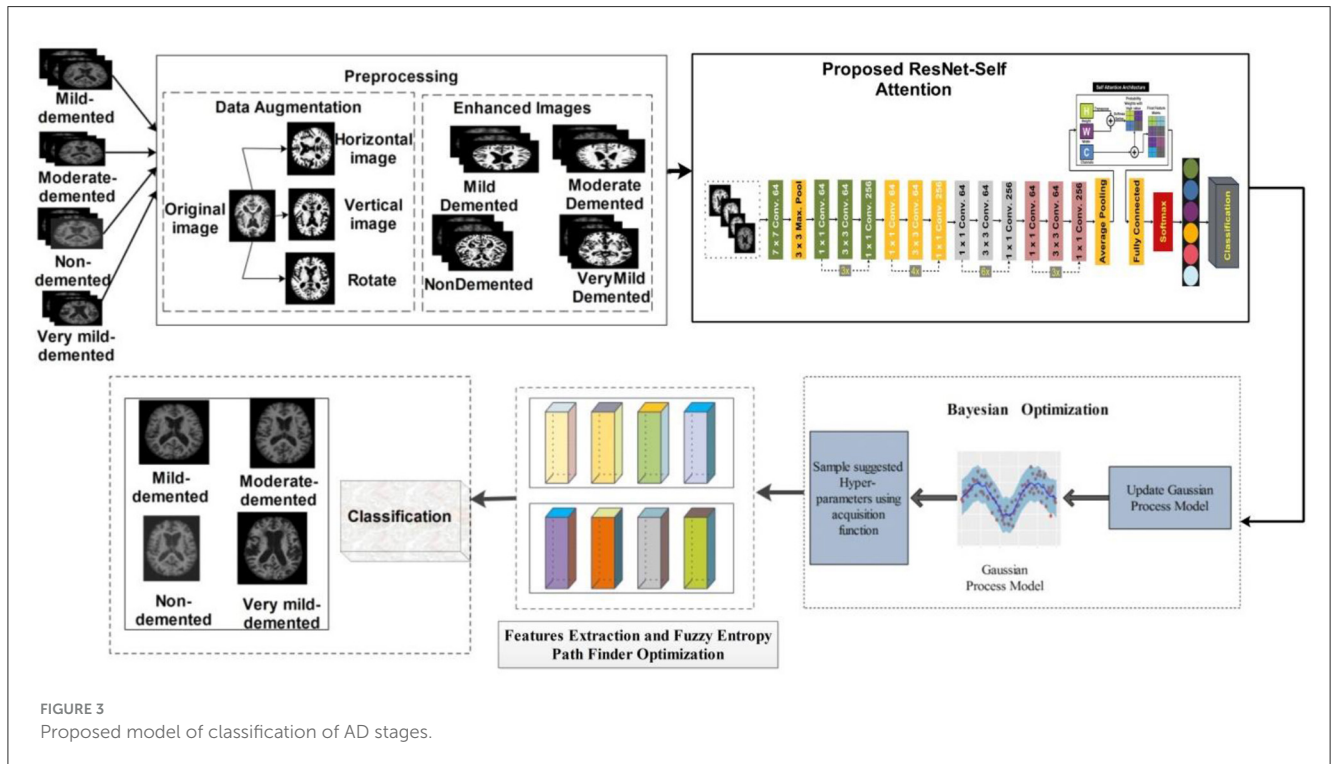 Mild-
demented
Moderate-
demented
Non-
demented
Very mild-
demented
Preprocessing
Data Augmentation
Original
image
Horizontal
image
Vertical
image
Rotate
Enhanced Images
Mild
Demented
Moderate
Demented
NonDemented
VeryMild
Demented
Proposed ResNet-Self
Attention
Self Attention Architecture
H
W
C
Probability
Weights with
7 x 7 Conv. 64
3 x 3 Max. Pool
1 x 1 Conv. 64
3 x 3 Conv. 64
1 x 1 Conv. 256
3x
1 x 1 Conv. 64
3 x 3 Conv. 64
1 x 1 Conv. 256
4x
1 x 1 Conv. 64
3 x 3 Conv. 64
1 x 1 Conv. 256
6x
1 x 1 Conv. 64
3 x 3 Conv. 64
1 x 1 Conv. 256
3x
Average Pooling
Fully Connected
Softmax
Classification
Bayesian Optimization
Update Gaussian
Process Model
Gaussian
Process Model
Sample suggested
Hyper-
parameters using
acquisition
function
Features Extraction and Fuzzy Entropy
Path Finder Optimization
Classification
Mild-
demented
Moderate-
demented
Non-
demented
Very mild-
demented
FIGURE 3
Proposed model of classification of AD stages.